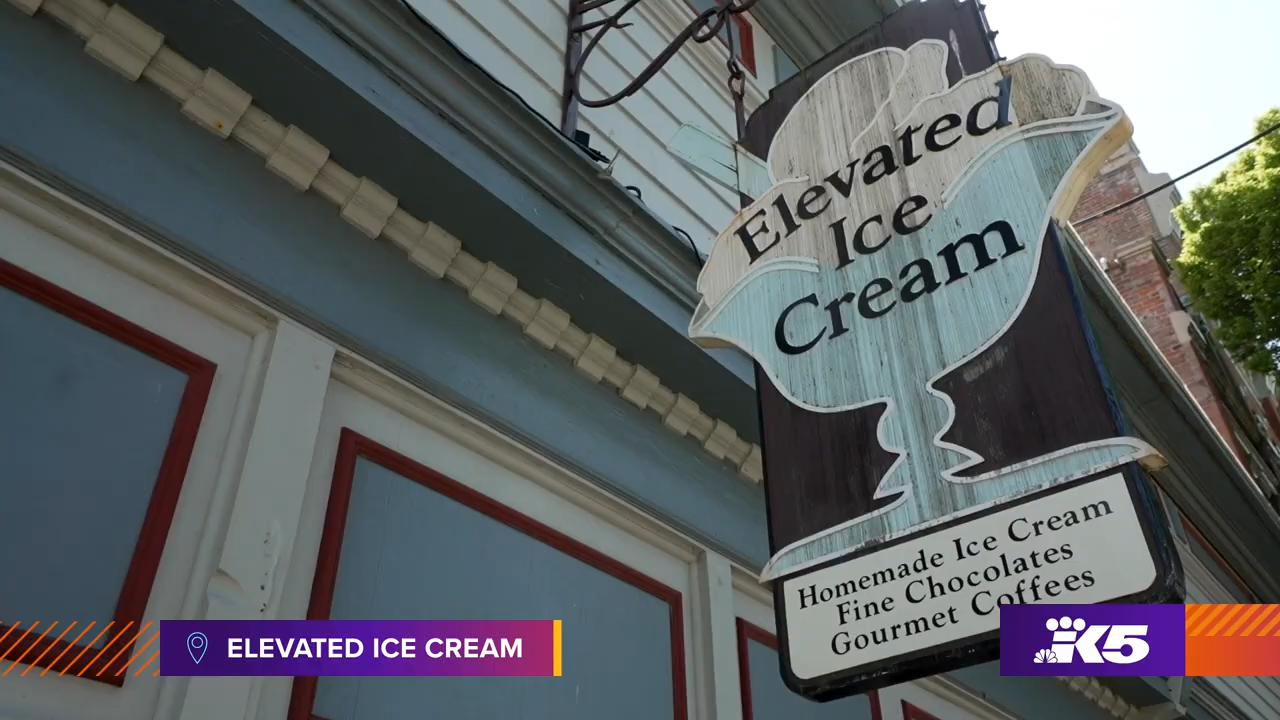 Elevated
Ice
Cream
Homemade Ice Cream
Fine Chocolates
Gourmet Coffees
ELEVATED ICE CREAM
K5